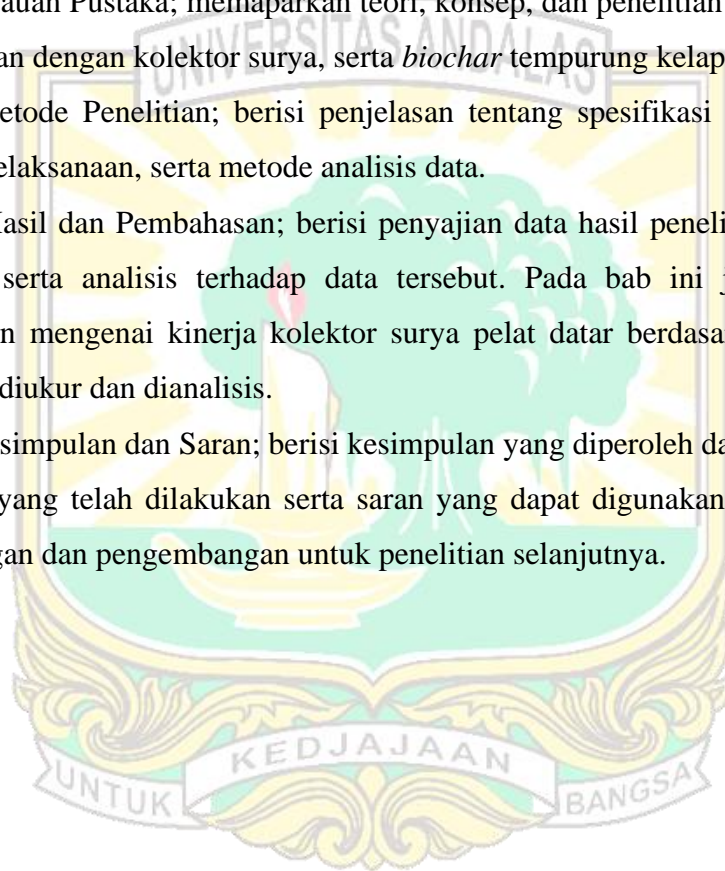 auan Pustaka; memaparkan teori, konsep, dan penelitian
an dengan kolektor surya, serta biochar tempurung kelap
etode Penelitian; berisi penjelasan tentang spesifikasi
elaksanaan, serta metode analisis data.
Hasil dan Pembahasan; berisi penyajian data hasil peneli
serta analisis terhadap data tersebut. Pada bab ini j
n mengenai kinerja kolektor surya pelat datar berdasa
diukur dan dianalisis.
simpulan dan Saran; berisi kesimpulan yang diperoleh da
yang telah dilakukan serta saran yang dapat digunakan
gan dan pengembangan untuk penelitian selanjutnya.
UNIVERSITAS ANDALAS
UNTUK KEDJAJAAN BANGSA